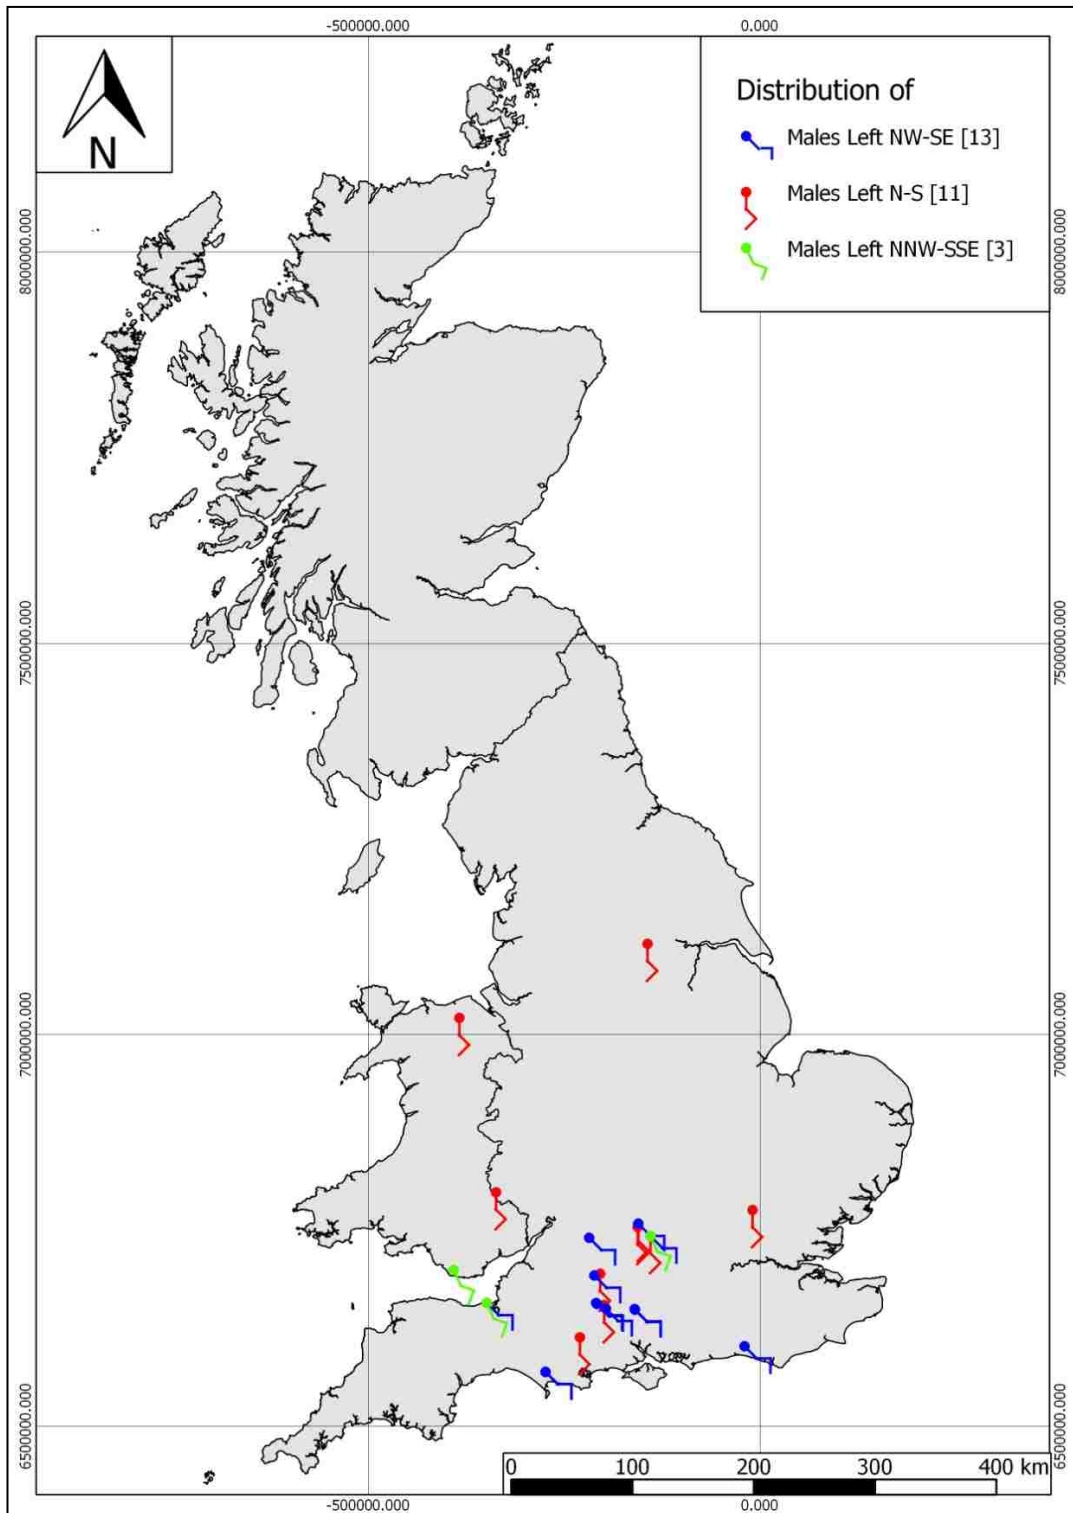 -500000.000 0.000
N
Distribution of
Males Left NW-SE [13]
Males Left N-S [11]
Males Left NNW-SSE [3]
8000000.000 8000000.000
7500000.000 7500000.000
7000000.000 7000000.000
6500000.000 6500000.000
0 100 200 300 400 km
-500000.000 0.000